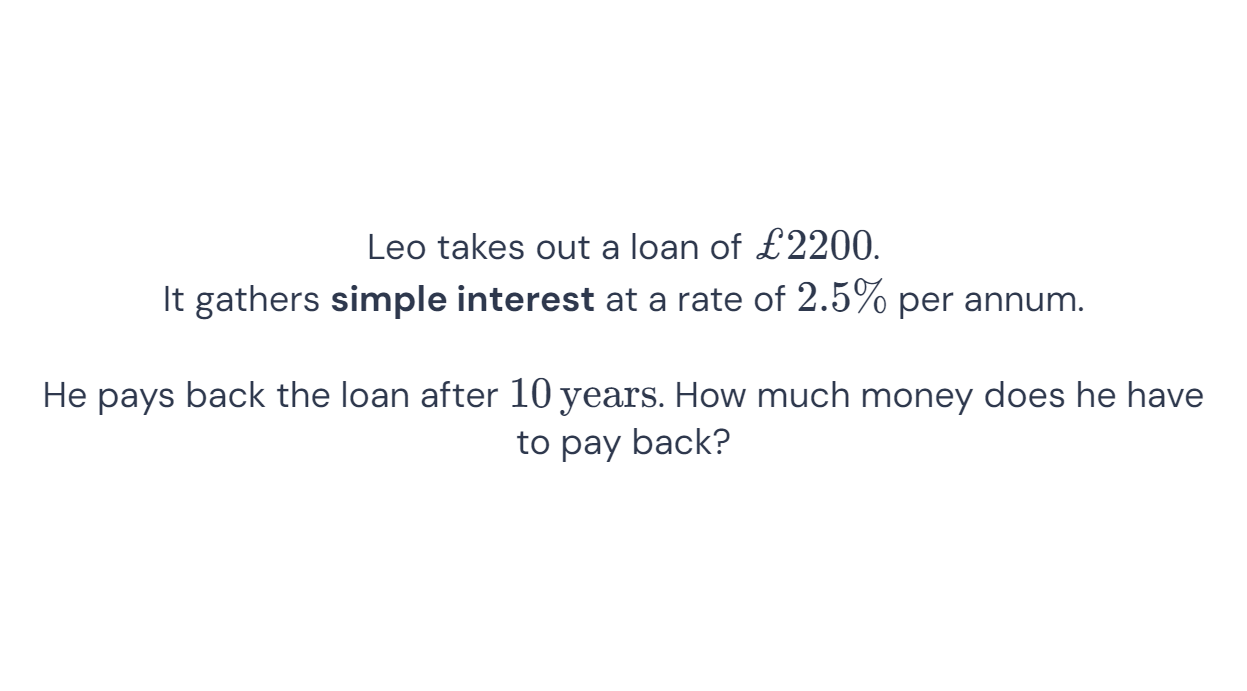 Leo takes out a loan of £2200.
It gathers simple interest at a rate of 2.5% per annum.
He pays back the loan after 10 years. How much money does he have
to pay back?